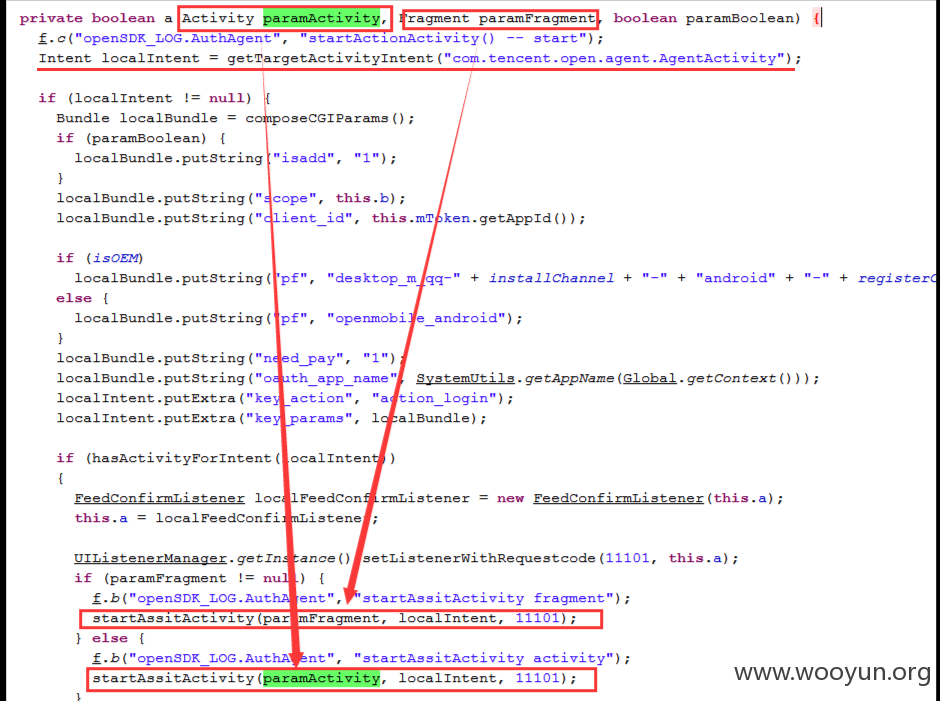 private boolean a Activity paramActivity, Fragment paramFragment, boolean paramBoolean) {
f.c("openSDK_LOG.AuthAgent", "startActionActivity() -- start");
Intent localIntent = getTargetActivityIntent("com.tencent.open.agent.AgentActivity");
if (localIntent != null) {
Bundle localBundle = composeCGIParams();
if (paramBoolean) {
localBundle.putString("isadd", "1");
}
localBundle.putString("scope", this.b);
localBundle.putString("client_id", this.mToken.getAppId());
if (isOEM)
localBundle.putString("pf", "desktop_m_qq-" + installChannel + "-" + "android" + "-" + registerC
else {
localBundle.putString("pf", "openmobile_android");
}
localBundle.putString("need_pay", "1");
localBundle.putString("oauth_app_name", SystemUtils.getAppName(Global.getContext()));
localIntent.putExtra("key_action", "action_login");
localIntent.putExtra("key_params", localBundle);
if (hasActivityForIntent(localIntent))
{
FeedConfirmListener localFeedConfirmListener = new FeedConfirmListener(this.a);
this.a = localFeedConfirmListener;
UIListenerManager.getInstance().setListenerWithRequestcode(11101, this.a);
if (paramFragment != null) {
f.b("openSDK_LOG.AuthAgent", "startAssitActivity fragment");
startAssitActivity(paramFragment, localIntent, 11101);
} else {
f.b("openSDK_LOG.AuthAgent", "startAssitActivity activity");
startAssitActivity(paramActivity, localIntent, 11101);
}
www.wooyun.org